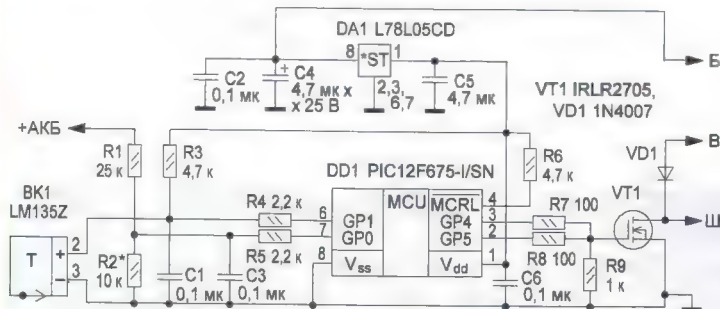 DA1 L78L05CD
8
*ST
1
2,3,
6,7
C2
0,1 мк
C4
+
4,7 мк х
х 25 В
C5
4,7 мк
Б
VT1 IRLR2705,
VD1 1N4007
+АКБ
В
R1
25 к
R3
4,7 к
R6
4,7 к
VD1
DD1 PIC12F675-I/SN
VT1
BK1
LM135Z
R4 2,2 к
6
GP1
MCU
MCRL
4
R7 100
7
GP0
GP4
3
Ш
GP5
2
T
+
2
–
3
R2*
10 к
R5 2,2 к
R8 100
8
Vss
Vdd
1
R9
1 к
C1
0,1 мк
C3
0,1 мк
C6
0,1 мк